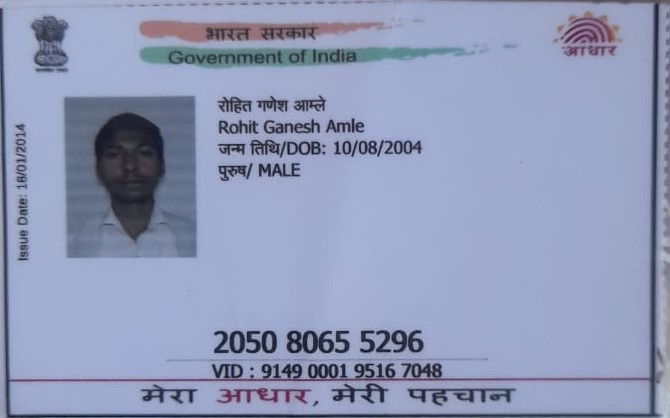 भारत सरकार
Government of India
आधार
Issue Date: 18/01/2014
रोहित गणेश आम्ले
Rohit Ganesh Amle
जन्म तिथि/DOB: 10/08/2004
पुरुष/ MALE
2050 8065 5296
VID : 9149 0001 9516 7048
मेरा आधार, मेरी पहचान